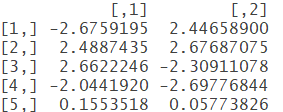 [,1] [,2]
[1,] -2.6759195 2.44658900
[2,] 2.4887435 2.67687075
[3,] 2.6622246 -2.30911078
[4,] -2.0441920 -2.69776844
[5,] 0.1553518 0.05773826